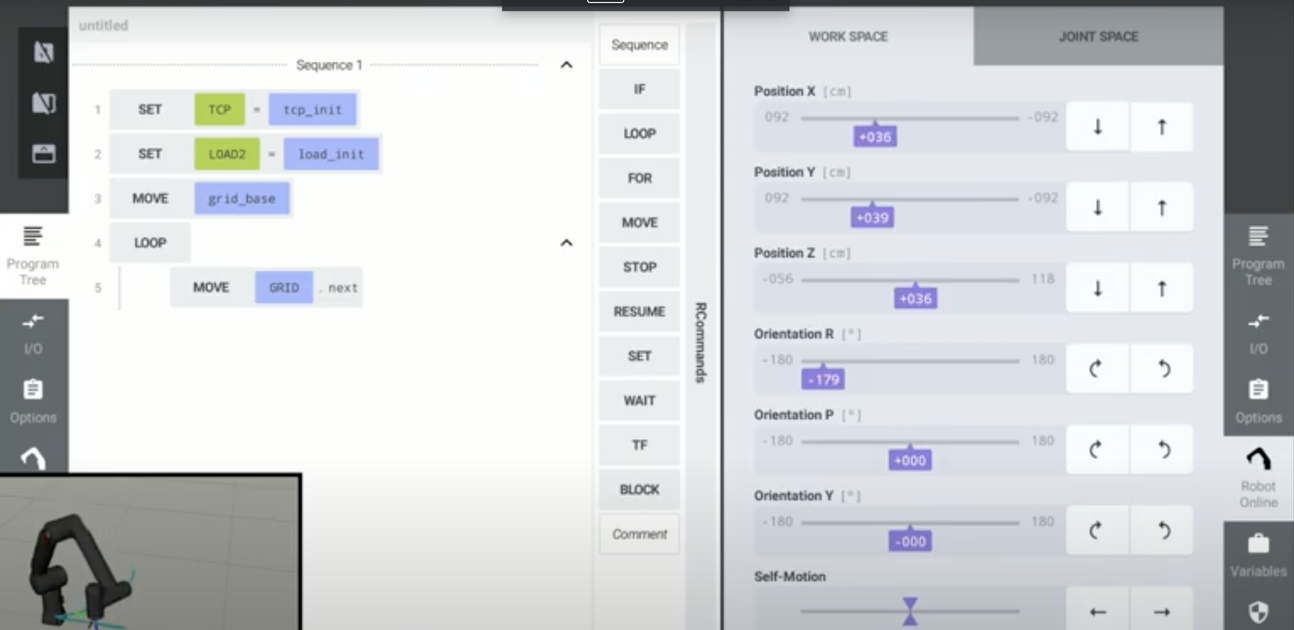 untitled
Sequence 1
1 SET TCP = tcp_init
2 SET LOAD2 = load_init
3 MOVE grid_base
4 LOOP
5 MOVE GRID . next
Program
Tree
I/O
Options
Sequence
IF
LOOP
FOR
MOVE
STOP
RESUME
SET
WAIT
TF
BLOCK
Comment
RCommands
WORK SPACE
JOINT SPACE
Position X [cm]
092 -092
+036
Position Y [cm]
092 -092
+039
Position Z [cm]
-056 118
+036
Orientation R [°]
-180 180
-179
Orientation P [°]
-180 180
+000
Orientation Y [°]
-180 180
-000
Self-Motion
Program
Tree
I/O
Options
Robot
Online
Variables